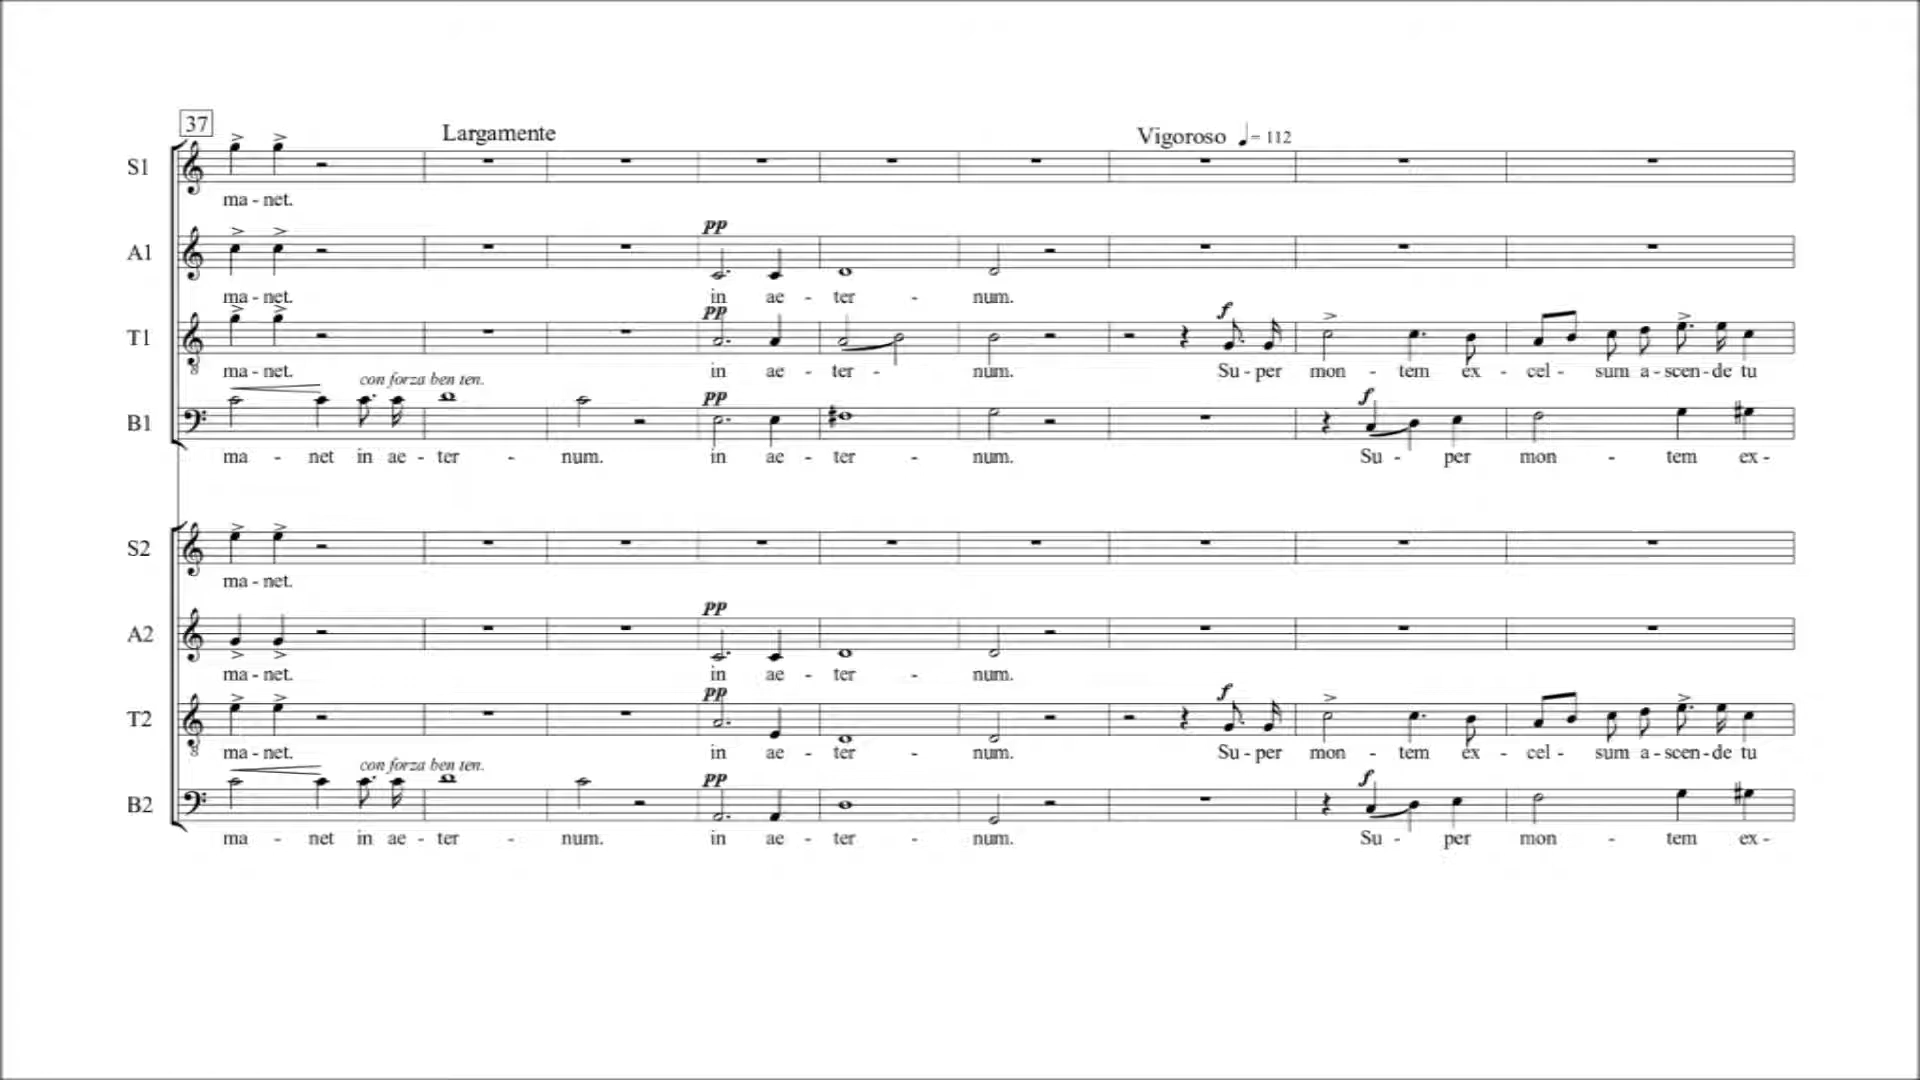 37
Largamente
Vigoroso ♩= 112
S1
ma - net.
pp
A1
ma - net. in ae - ter - num.
pp f
T1
ma - net. in ae - ter - num. Su - per mon - tem ex - cel - sum a - scen - de tu
con forza ben ten. pp f
B1
ma - net in ae - ter - num. in ae - ter - num. Su - per mon - tem ex -
S2
ma - net.
pp
A2
ma - net. in ae - ter - num.
pp f
T2
ma - net. in ae - ter - num. Su - per mon - tem ex - cel - sum a - scen - de tu
con forza ben ten. pp f
B2
ma - net in ae - ter - num. in ae - ter - num. Su - per mon - tem ex -